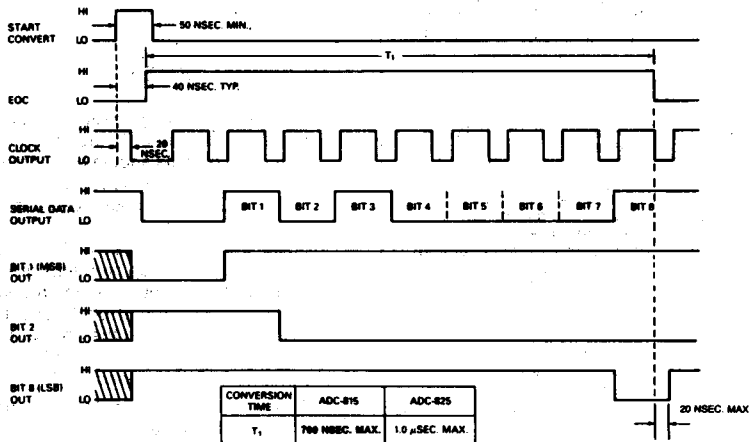 HI
START CONVERT
LO
50 NSEC. MIN.
T₁
HI
EOC
LO
40 NSEC. TYP.
HI
CLOCK OUTPUT
LO
20 NSEC.
HI
SERIAL DATA OUTPUT
LO
BIT 1 BIT 2 BIT 3 BIT 4 BIT 5 BIT 6 BIT 7 BIT 8
HI
BIT 1 (MSB) OUT
LO
HI
BIT 2 OUT
LO
HI
BIT 8 (LSB) OUT
LO
CONVERSION TIME ADC-815 ADC-825
T₁ 700 NSEC. MAX. 1.0 µSEC. MAX.
20 NSEC. MAX